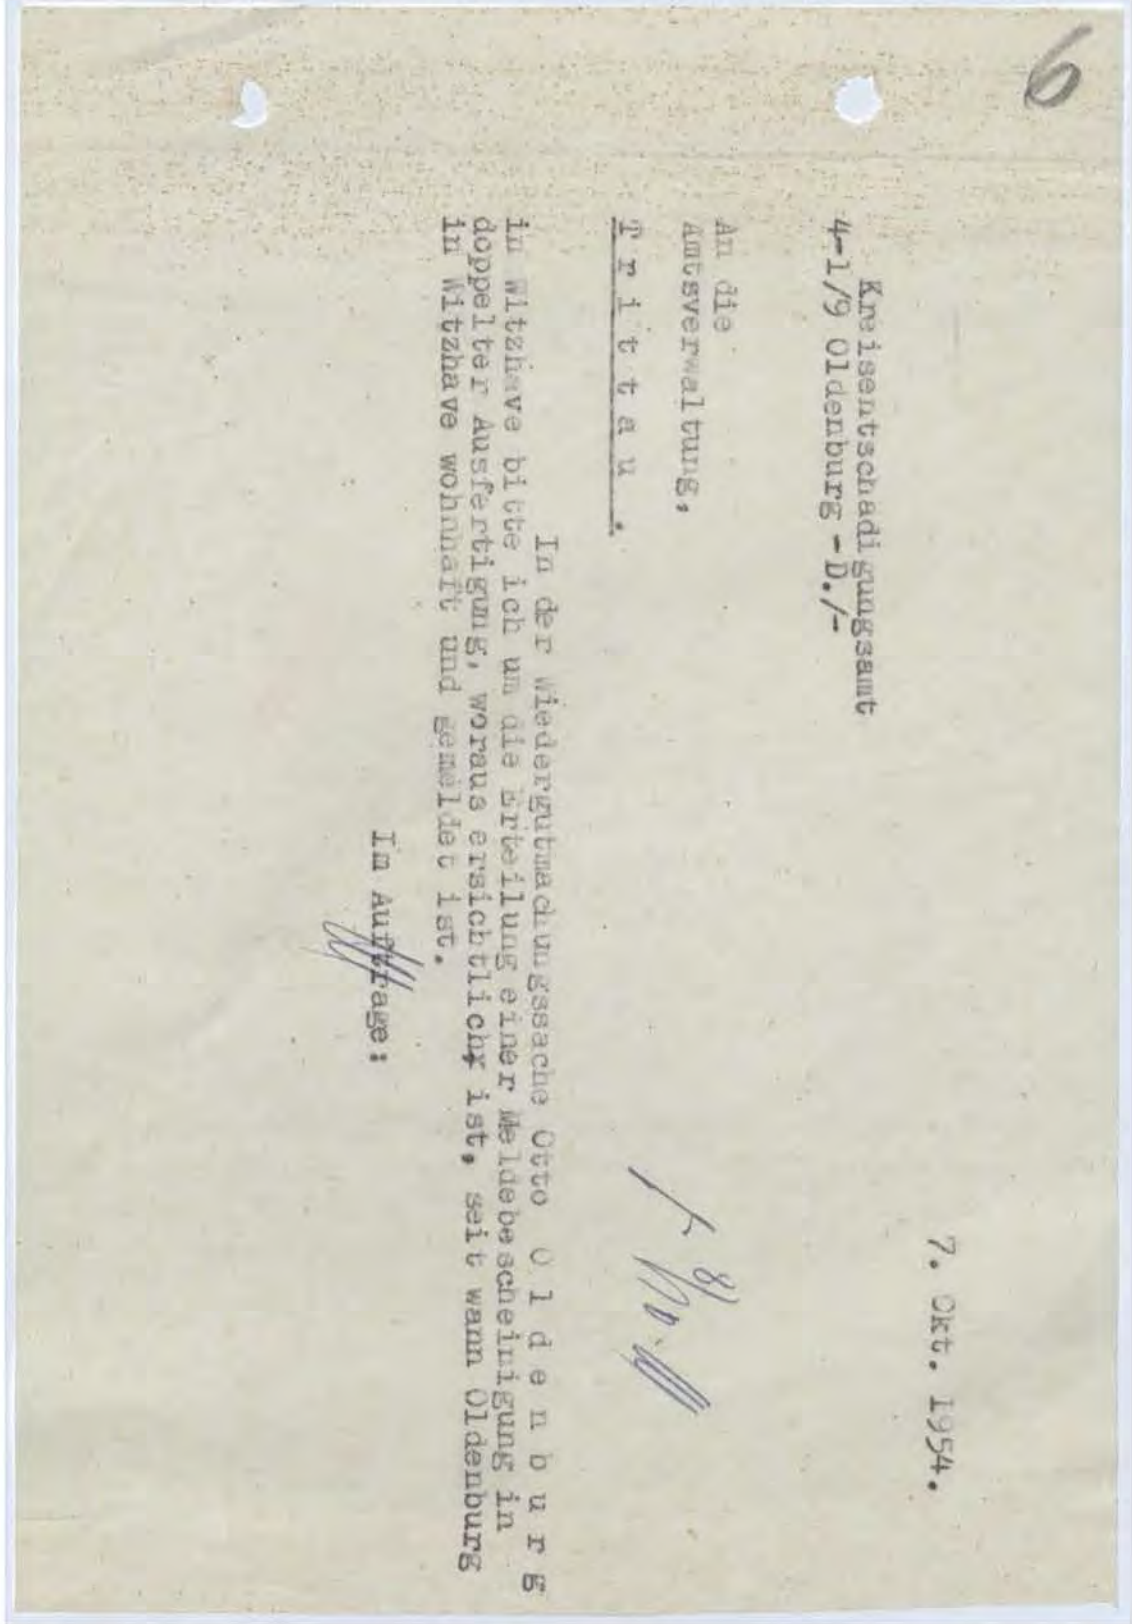 6
7. Okt. 1954.
Kreisentschädigungsamt
4-1/9 Oldenburg -D./-
An die
Amtsverwaltung,
T r i t t a u .
In der Wiedergutmachungssache Otto O l d e n b u r g
in Witzhave bitte ich um die Erteilung einer Meldebescheinigung in
doppelter Ausfertigung, woraus ersichtlich ist, seit wann Oldenburg
in Witzhave wohnhaft und gemeldet ist.
Im Auftrage: